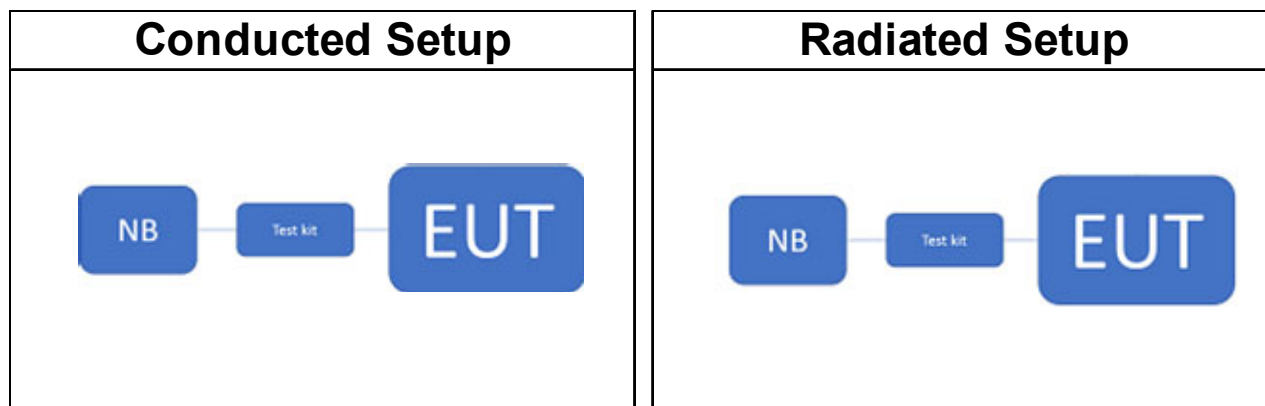 Conducted Setup
Radiated Setup
NB
Test kit
EUT
NB
Test kit
EUT